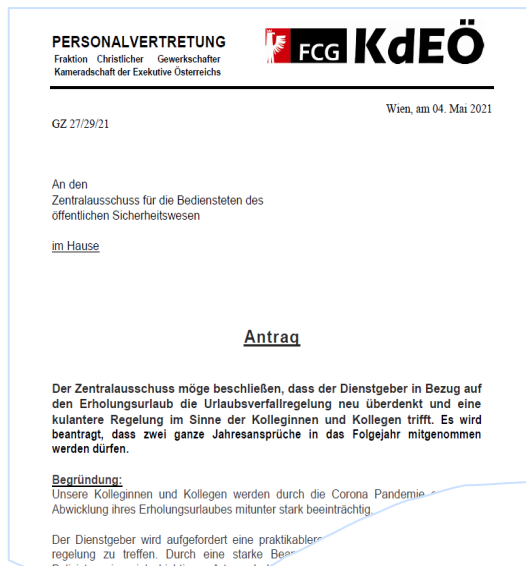 PERSONALVERTRETUNG
Fraktion Christlicher Gewerkschafter
Kameradschaft der Exekutive Österreichs
FCG KdEÖ
Wien, am 04. Mai 2021
GZ 27/29/21
An den
Zentralausschuss für die Bediensteten des
öffentlichen Sicherheitswesen
im Hause
Antrag
Der Zentralausschuss möge beschließen, dass der Dienstgeber in Bezug auf
den Erholungsurlaub die Urlaubsverfallregelung neu überdenkt und eine
kulantere Regelung im Sinne der Kolleginnen und Kollegen trifft. Es wird
beantragt, dass zwei ganze Jahresansprüche in das Folgejahr mitgenommen
werden dürfen.
Begründung:
Unsere Kolleginnen und Kollegen werden durch die Corona Pandemie
Abwicklung ihres Erholungsurlaubes mitunter stark beeinträchtig
Der Dienstgeber wird aufgefordert eine praktikablere
regelung zu treffen. Durch eine starke